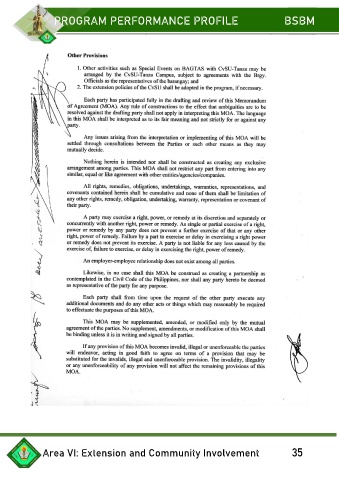 PROGRAM PERFORMANCE PROFILE BSBM
Other Provisions
1. Other activities such as Special Events on BAGTAS with CvSU-Tanza may be
arranged by the CvSU-Tanza Campus, subject to agreements with the Brgy.
Officials as the representatives of the barangay; and
2. The extension policies of the CvSU shall be adopted in the program, if necessary.
Each party has participated fully in the drafting and review of this Memorandum
of Agreement (MOA). Any rule of constructions to the effect that ambiguities are to be
resolved against the drafting party shall not apply in interpreting this MOA. The language
in this MOA shall be interpreted as to its fair meaning and not strictly for or against any
party.
Any issues arising from the interpretation or implementing of this MOA will be
settled through consultations between the Parties or such other means as they may
mutually decide.
Nothing herein is intended nor shall be constructed as creating any exclusive
arrangement among parties. This MOA shall not restrict any part from entering into any
similar, equal or like agreement with other entities/agencies/companies.
All rights, remedies, obligations, undertakings, warranties, representations, and
covenants contained herein shall be cumulative and none of them shall be limitation of
any other rights, remedy, obligation, undertaking, warranty, representation or covenant of
their party.
A party may exercise a right, power, or remedy at its discretion and separately or
concurrently with another right, power or remedy. An single or partial exercise of a right,
power or remedy by any party does not prevent a further exercise of that or any other
right, power of remedy. Failure by a part to exercise or delay in exercising a right power
or remedy does not prevent its exercise. A party is not liable for any loss caused by the
exercise of, failure to exercise, or delay in exercising the right, power of remedy.
An employer-employee relationship does not exist among all parties.
Likewise, in no case shall this MOA be construed as creating a partnership as
contemplated in the Civil Code of the Philippines, nor shall any party hereto be deemed
as representative of the party for any purpose.
Each party shall from time upon the request of the other party execute any
additional documents and do any other acts or things which may reasonably be required
to effectuate the purposes of this MOA.
This MOA may be supplemented, amended, or modified only by the mutual
agreement of the parties. No supplement, amendments, or modification of this MOA shall
be binding unless it is in writing and signed by all parties.
If any provision of this MOA becomes invalid, illegal or unenforceable the parties
will endeavor, acting in good faith to agree on terms of a provision that may be
substituted for the invalids, illegal and unenforceable provision. The invalidity, illegality
or any unenforceability of any provision will not affect the remaining provisions of this
MOA.
Area VI: Extension and Community Involvement 35